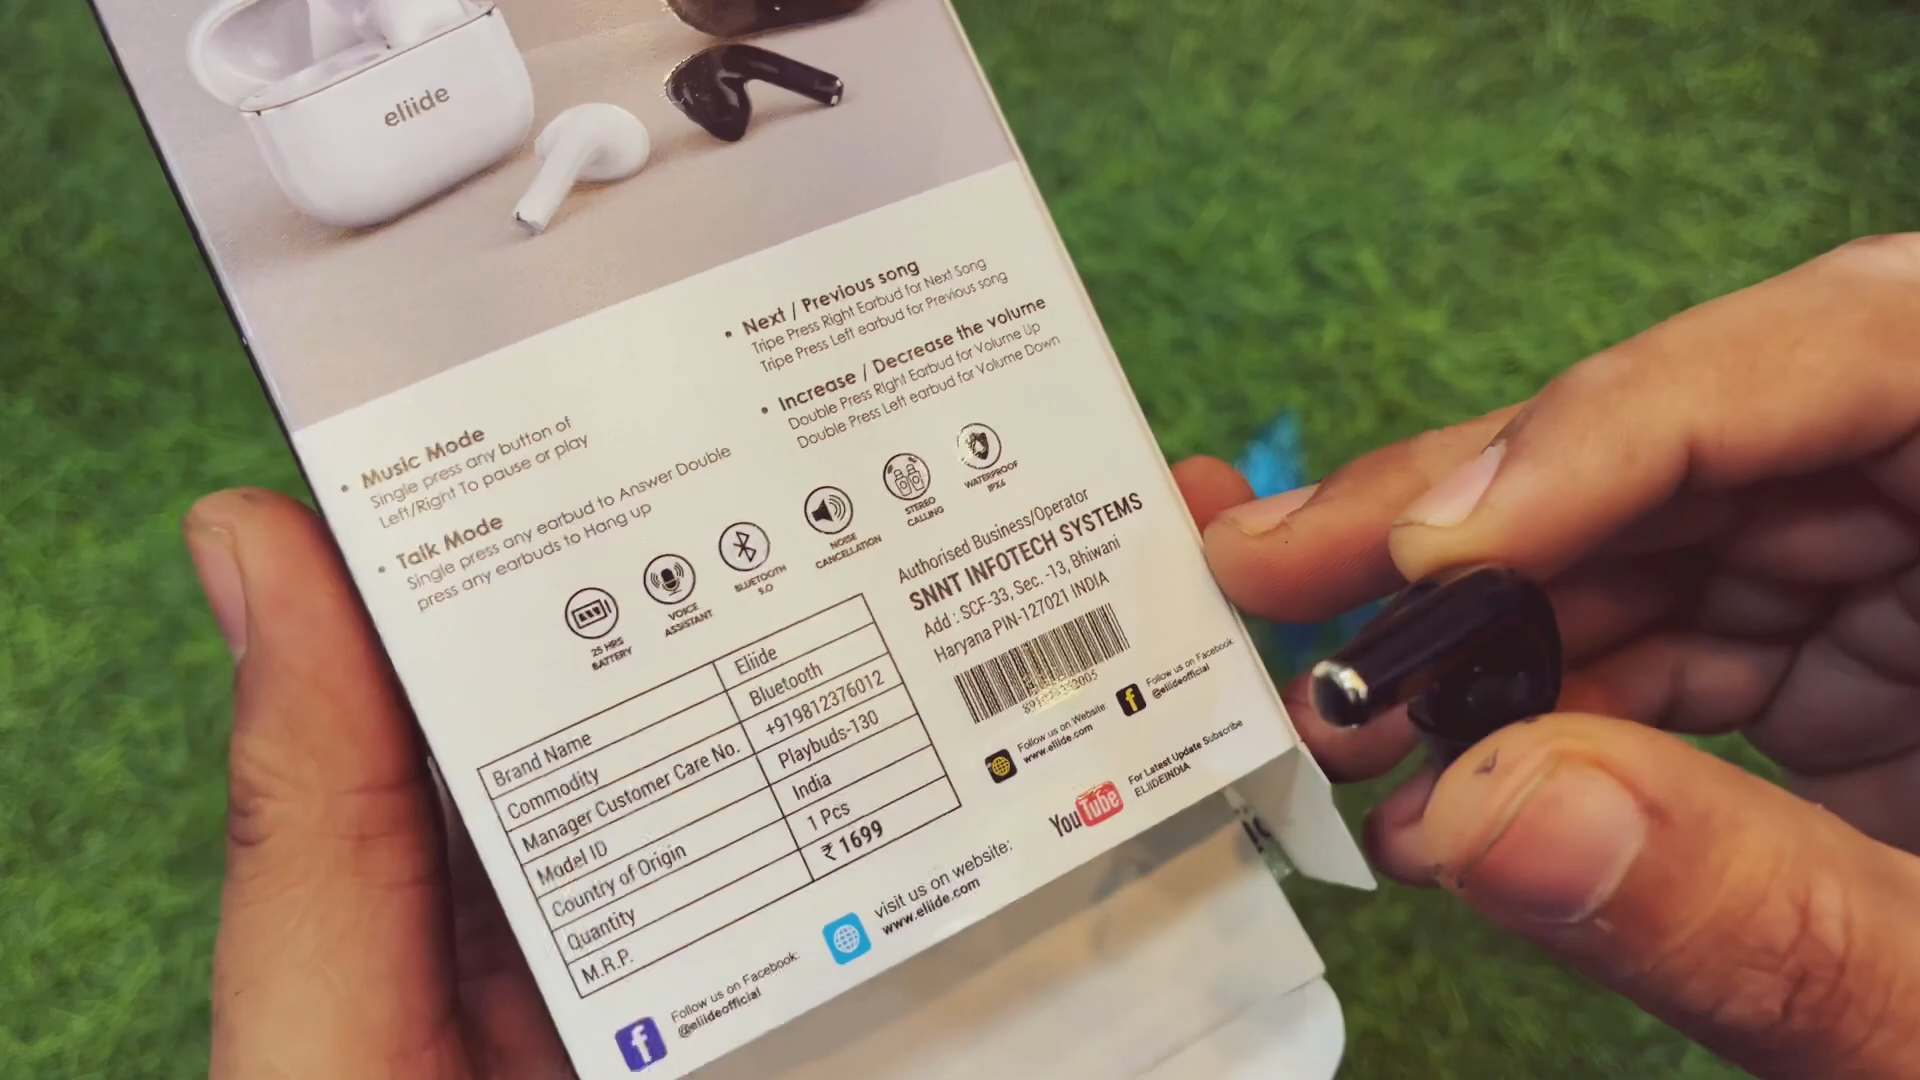 eliide
• Next / Previous song
Tripe Press Right Earbud for Next Song
Tripe Press Left earbud for Previous song
• Increase / Decrease the volume
Double Press Right Earbud for Volume Up
Double Press Left earbud for Volume Down
• Music Mode
Single press any button of
Left/Right To pause or play
• Talk Mode
Single press any earbud to Answer Double
press any earbuds to Hang up
25 HRS
BATTERY
VOICE
ASSISTANT
BLUETOOTH
5.0
NOISE
CANCELLATION
STEREO
CALLING
WATERPROOF
IPX6
Authorised Business/Operator
SNNT INFOTECH SYSTEMS
Add : SCF-33, Sec. -13, Bhiwani
Haryana PIN-127021 INDIA
Follow us on Website:
www.eliide.com
Follow us on Facebook:
@eliideofficial
Brand Name Eliide
Commodity Bluetooth
Manager Customer Care No. +919812376012
Model ID Playbuds-130
Country of Origin India
Quantity 1 Pcs
M.R.P. ₹ 1699
YouTube
For Latest Update Subscribe
ELIIDEINDIA
visit us on website:
www.eliide.com
Follow us on Facebook:
@eliideofficial